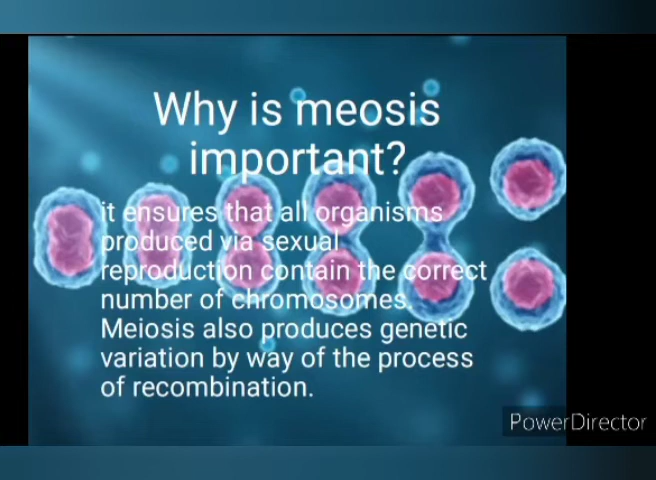 Why is meosis
important?
it ensures that all organisms
produced via sexual
reproduction contain the correct
number of chromosomes.
Meiosis also produces genetic
variation by way of the process
of recombination.
PowerDirector